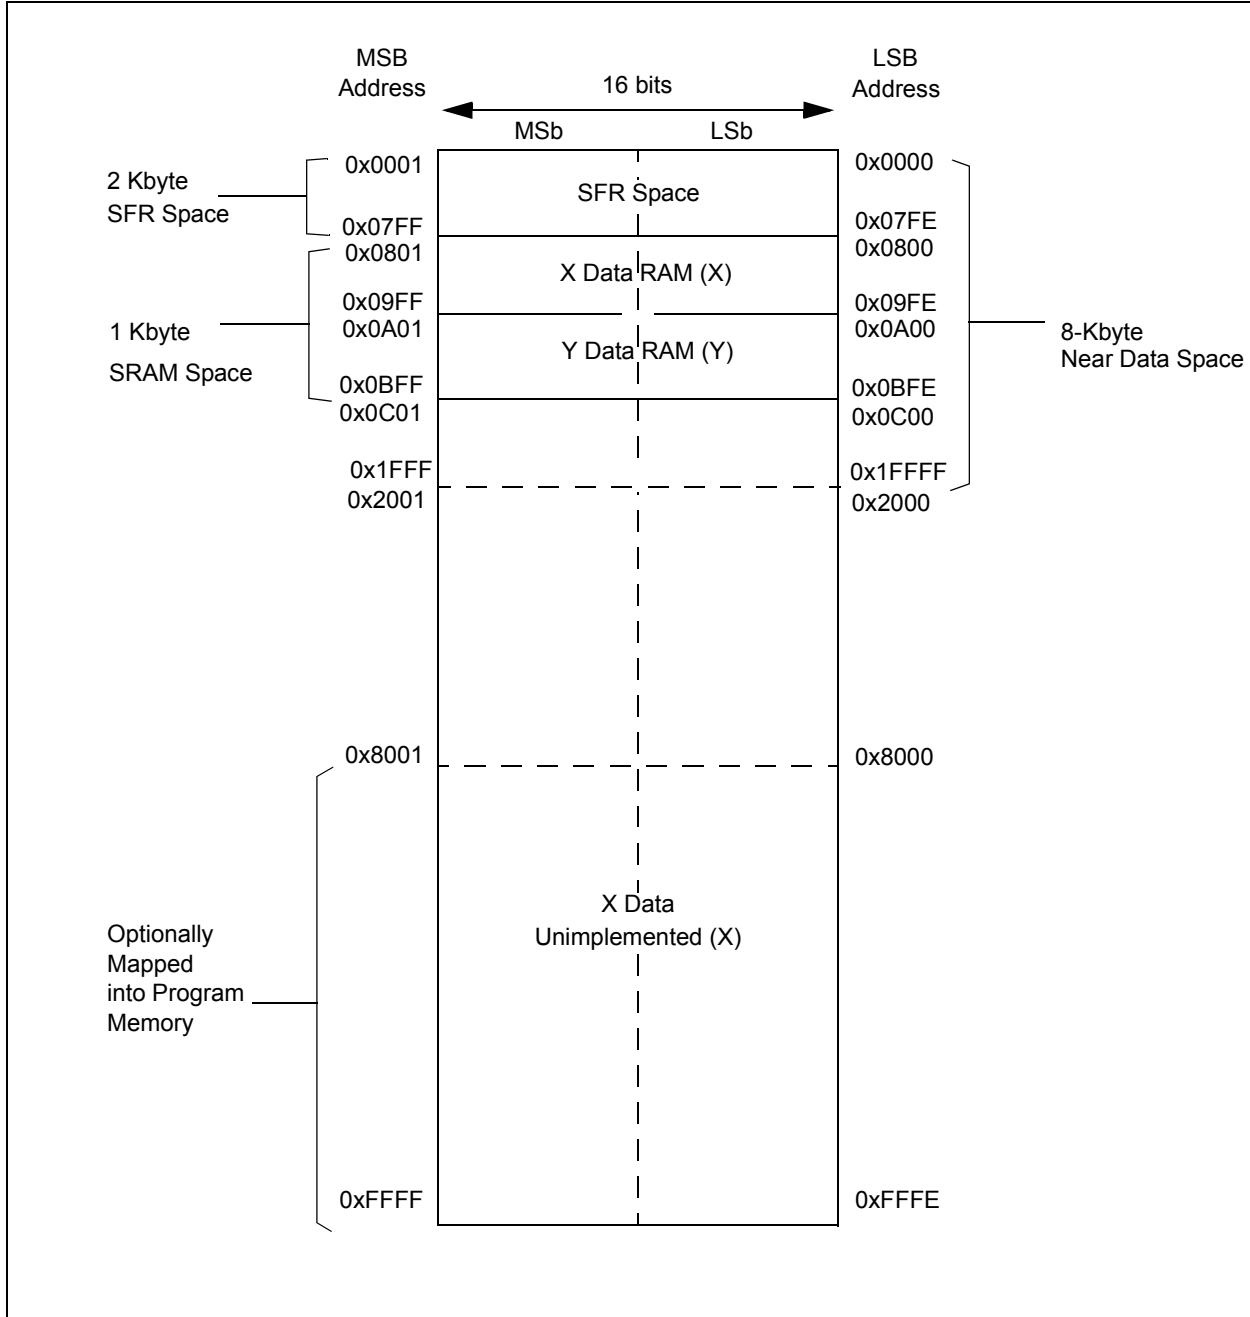 MSB
Address
LSB
Address
16 bits
MSb
LSb
0x0001
0x0000
2 Kbyte
SFR Space
SFR Space
0x07FF
0x07FE
0x0801
0x0800
X Data RAM (X)
0x09FF
0x09FE
0x0A01
0x0A00
1 Kbyte
SRAM Space
8-Kbyte
Near Data Space
Y Data RAM (Y)
0x0BFF
0x0BFE
0x0C01
0x0C00
0x1FFF
0x1FFFF
0x2001
0x2000
0x8001
0x8000
X Data
Unimplemented (X)
Optionally
Mapped
into Program
Memory
0xFFFF
0xFFFE